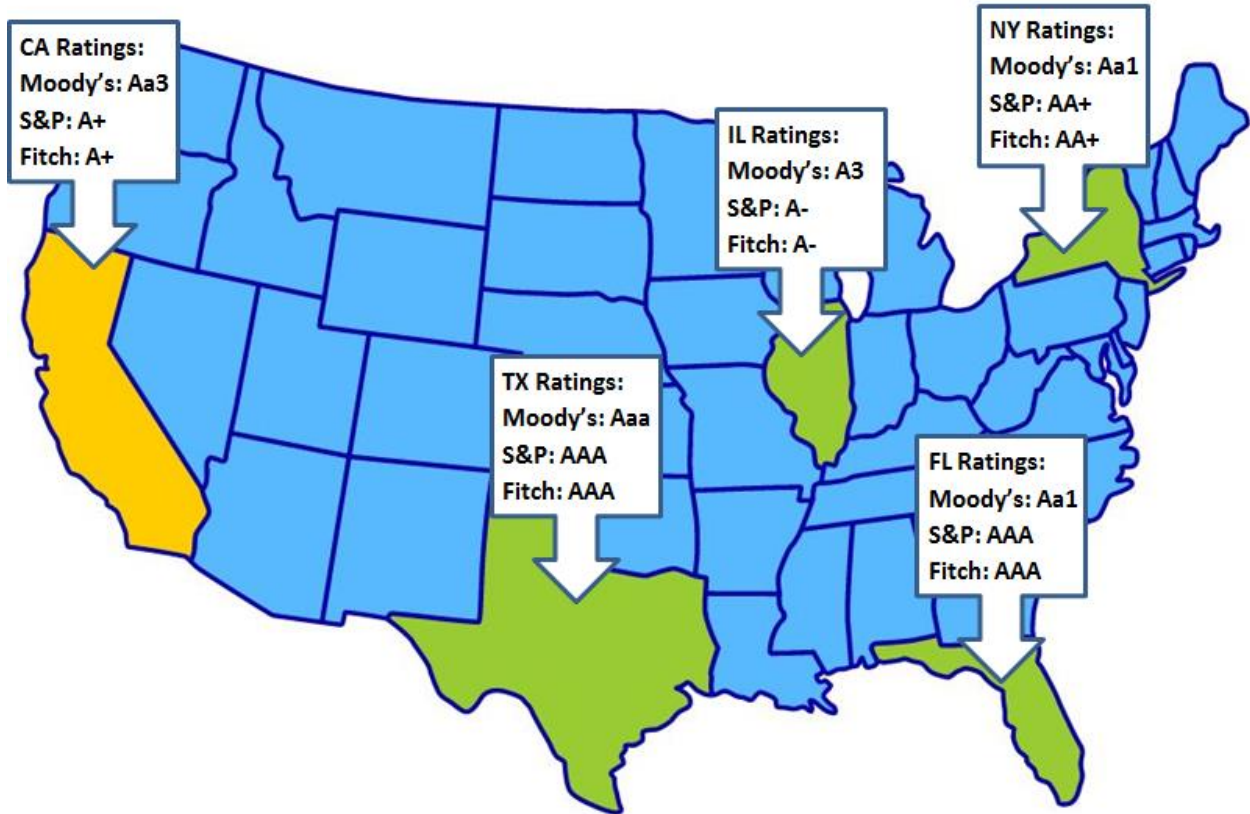 CA Ratings:
Moody's: Aa3
S&P: A+
Fitch: A+
NY Ratings:
Moody's: Aa1
S&P: AA+
Fitch: AA+
IL Ratings:
Moody's: A3
S&P: A-
Fitch: A-
TX Ratings:
Moody's: Aaa
S&P: AAA
Fitch: AAA
FL Ratings:
Moody's: Aa1
S&P: AAA
Fitch: AAA